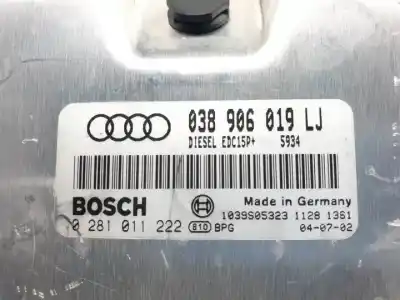 038 906 019 LJ
DIESEL EDC15P+ 5934
BOSCH
Made in Germany
0 281 011 222 B10 BPG
1039S05323 1128 1361
04-07-02